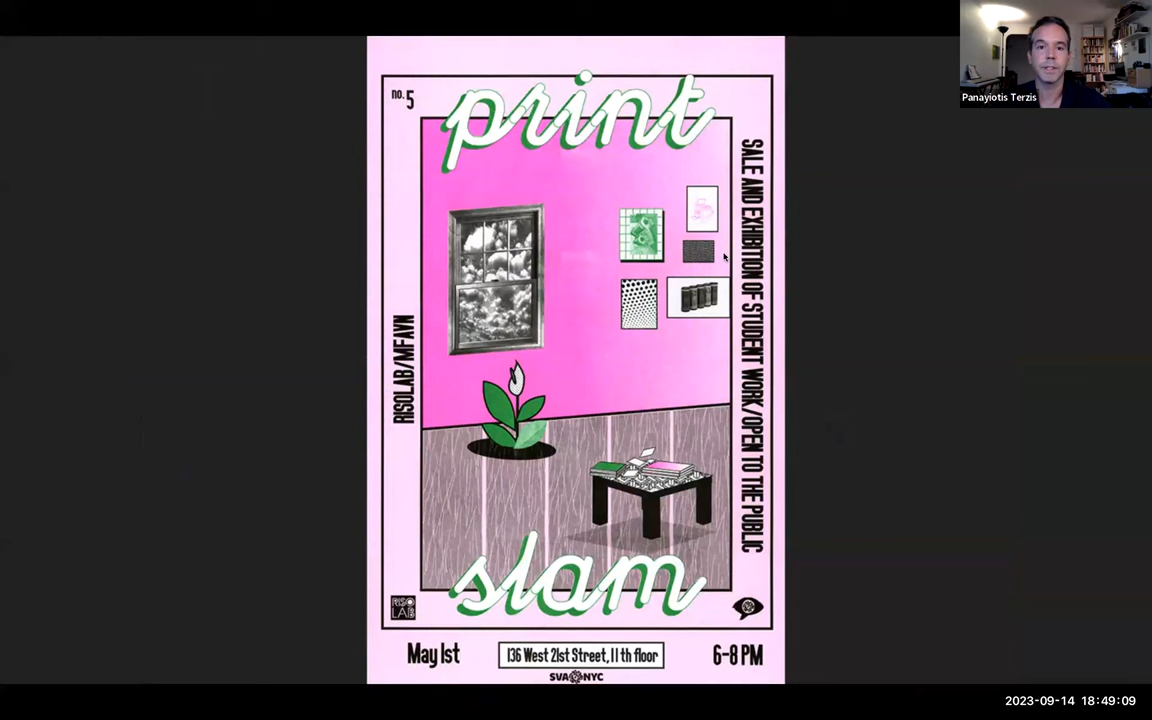 Panayiotis Terzis
no. 5
print
SALE AND EXHIBITION OF STUDENT WORK/OPEN TO THE PUBLIC
RISOLAB/MFAVN
slam
RISO
LAB
May 1st
136 West 21st Street, 11th floor
6-8 PM
SVA NYC
2023-09-14 18:49:09